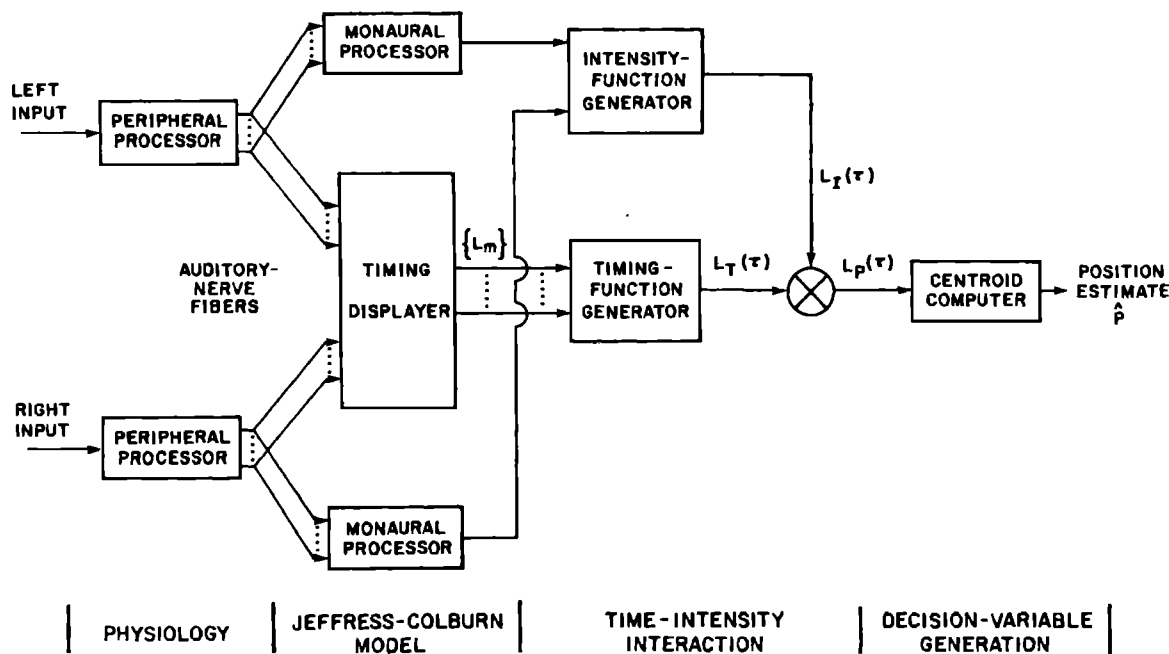 MONAURAL
PROCESSOR
INTENSITY-
FUNCTION
GENERATOR
LEFT
INPUT
PERIPHERAL
PROCESSOR
L_I(τ)
AUDITORY-
NERVE
FIBERS
TIMING
DISPLAYER
{L_m}
TIMING-
FUNCTION
GENERATOR
L_T(τ)
L_P(τ)
CENTROID
COMPUTER
POSITION
ESTIMATE
P̂
RIGHT
INPUT
PERIPHERAL
PROCESSOR
MONAURAL
PROCESSOR
PHYSIOLOGY
JEFFRESS-COLBURN
MODEL
TIME-INTENSITY
INTERACTION
DECISION-VARIABLE
GENERATION